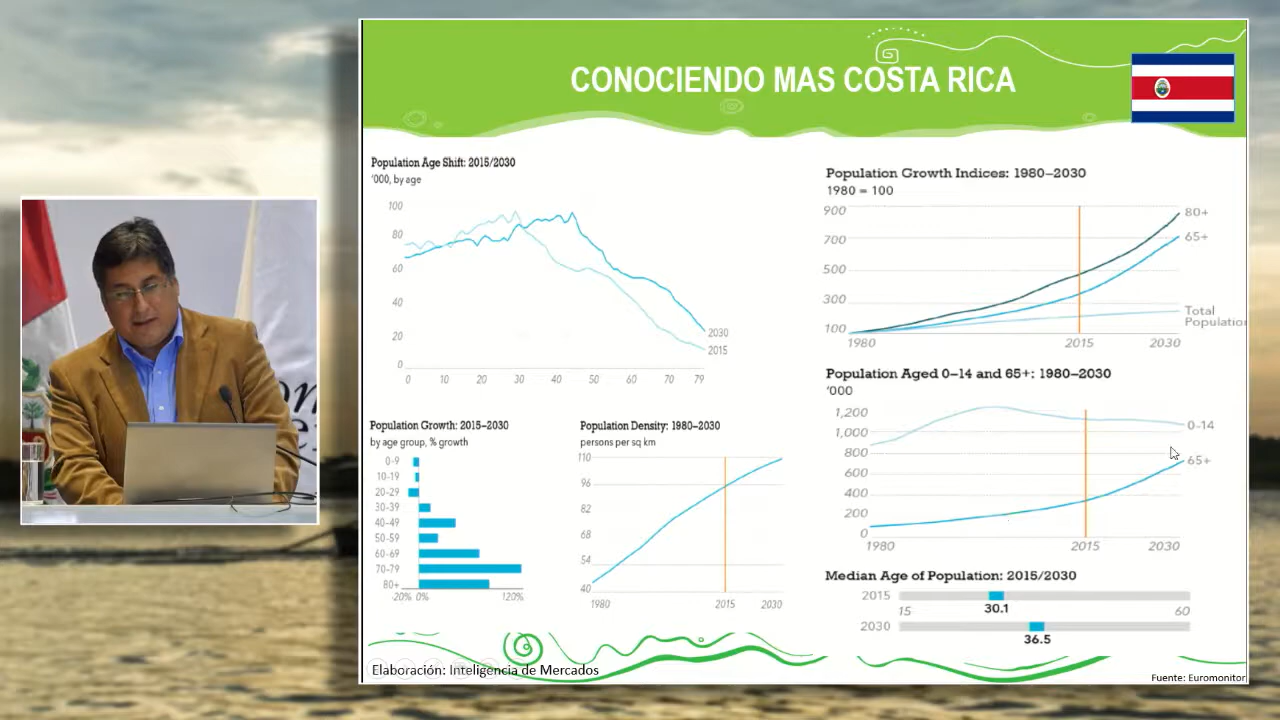 CONOCIENDO MAS COSTA RICA
Population Age Shift: 2015/2030
'000, by age
100
80
60
40
20
0
0 10 20 30 40 50 60 70 79
2030
2015
Population Growth: 2015-2030
by age group, % growth
0-9
10-19
20-29
30-39
40-49
50-59
60-69
70-79
80+
-20% 0% 120%
Population Density: 1980-2030
persons per sq km
110
96
82
68
54
40
1980 2015 2030
Population Growth Indices: 1980–2030
1980 = 100
900
700
500
300
100
80+
65+
Total
Population
1980 2015 2030
Population Aged 0–14 and 65+: 1980–2030
'000
1,200
1,000
800
600
400
200
0
0-14
65+
1980 2015 2030
Median Age of Population: 2015/2030
2015
15 30.1 60
2030
36.5
Elaboración: Inteligencia de Mercados
Fuente: Euromonitor